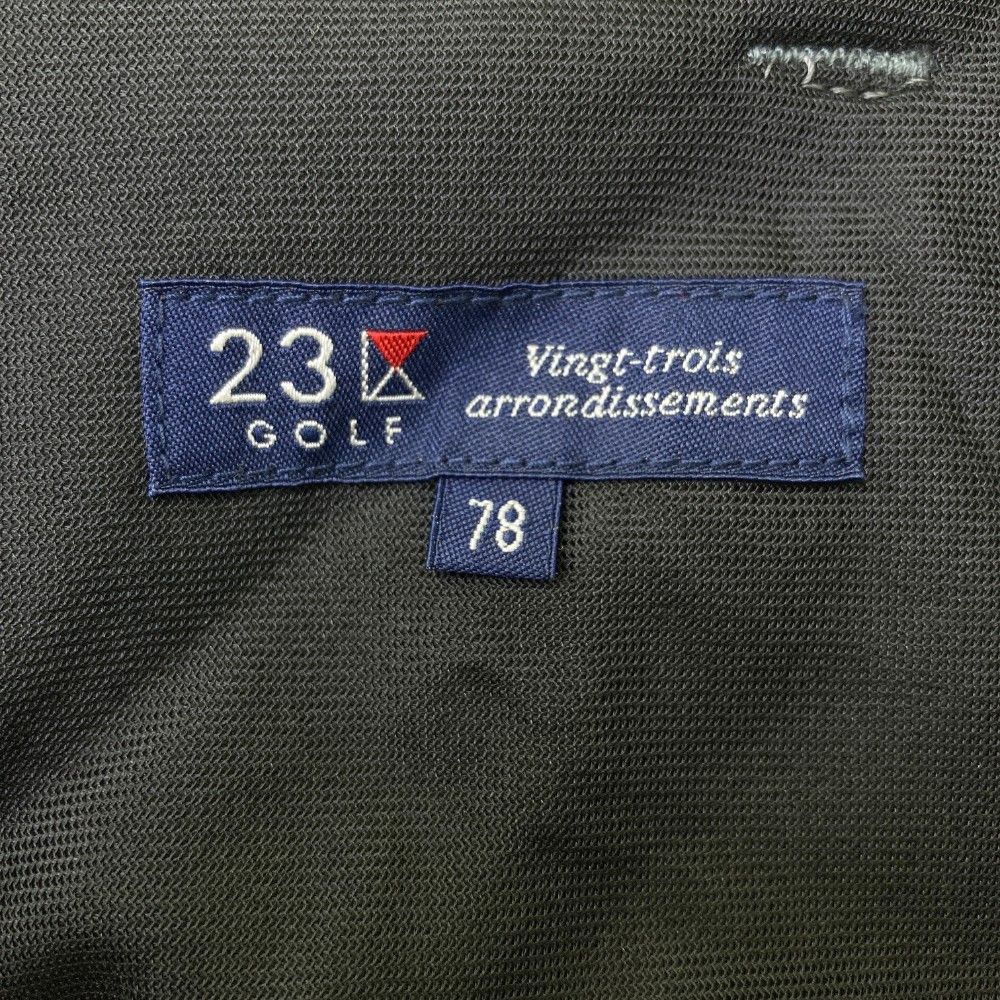 23
GOLF
Vingt-trois
arrondissements
78